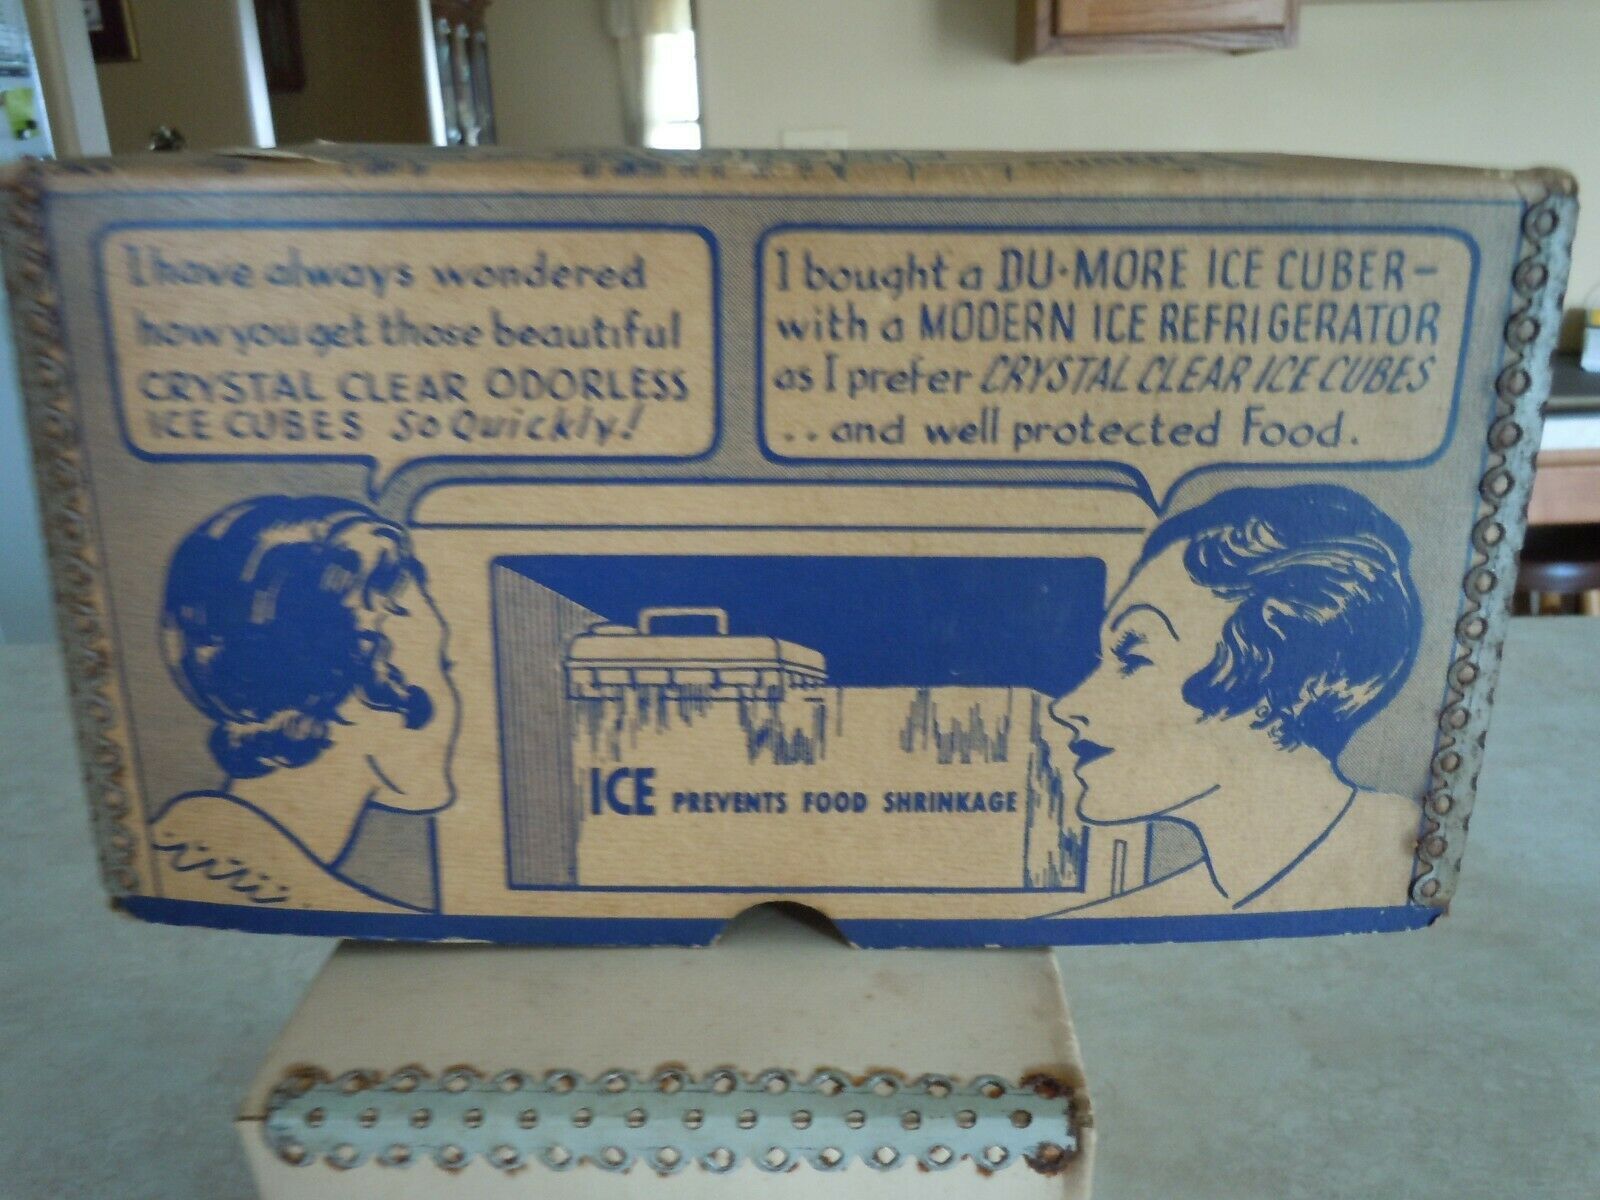 I have always wondered
how you get those beautiful
CRYSTAL CLEAR ODORLESS
ICE CUBES So Quickly!
I bought a DU-MORE ICE CUBER-
with a MODERN ICE REFRIGERATOR
as I prefer CRYSTAL CLEAR ICE CUBES
.. and well protected Food.
ICE PREVENTS FOOD SHRINKAGE